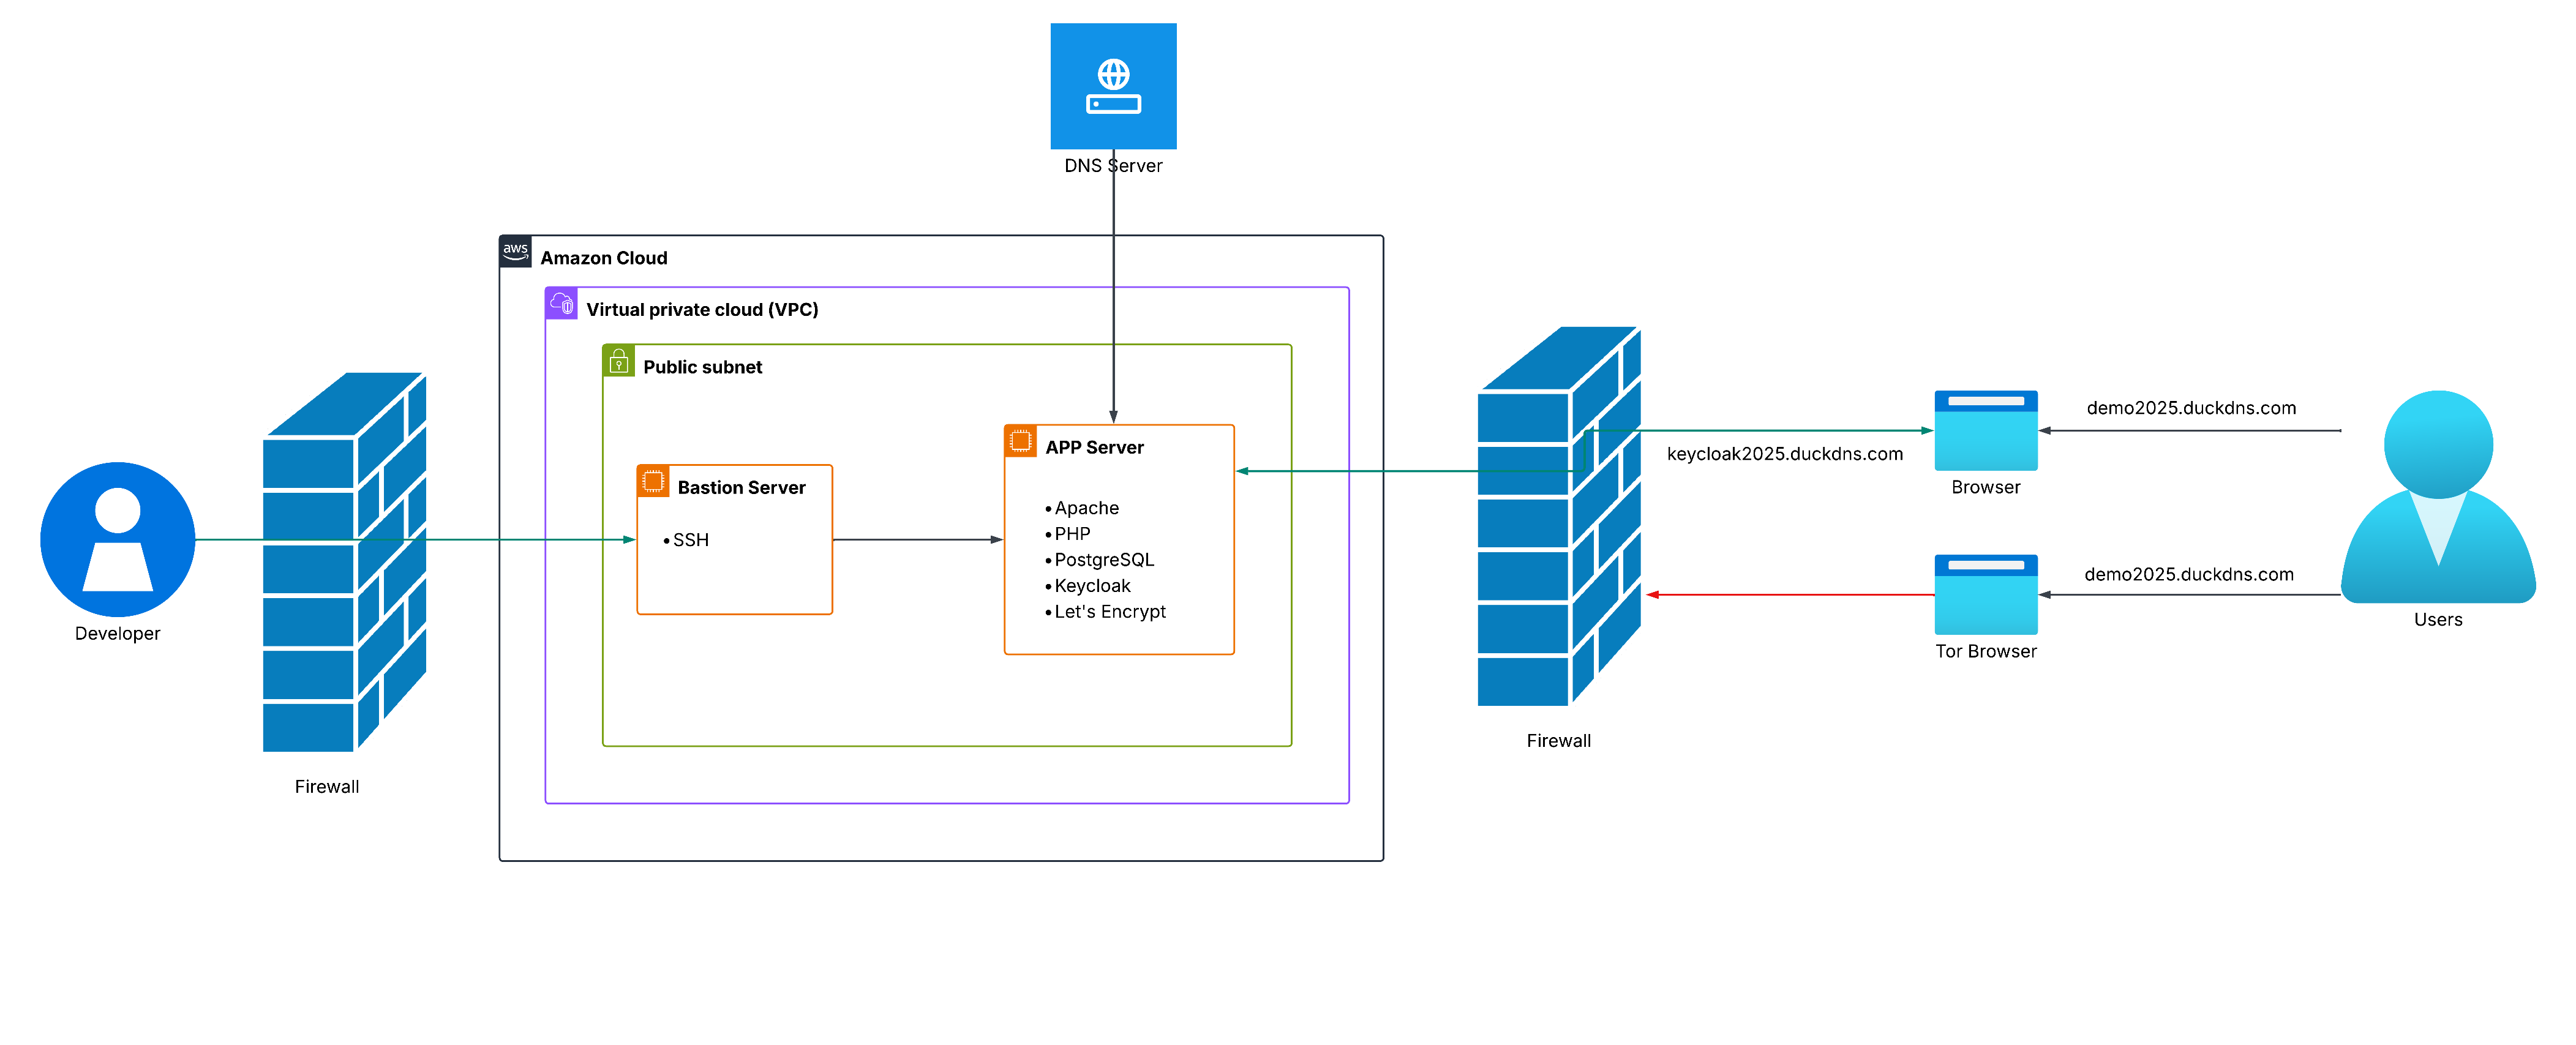 DNS Server
aws
Amazon Cloud
Virtual private cloud (VPC)
Public subnet
Bastion Server
•SSH
APP Server
•Apache
•PHP
•PostgreSQL
•Keycloak
•Let's Encrypt
Developer
Firewall
Firewall
keycloak2025.duckdns.com
Browser
demo2025.duckdns.com
Tor Browser
demo2025.duckdns.com
Users